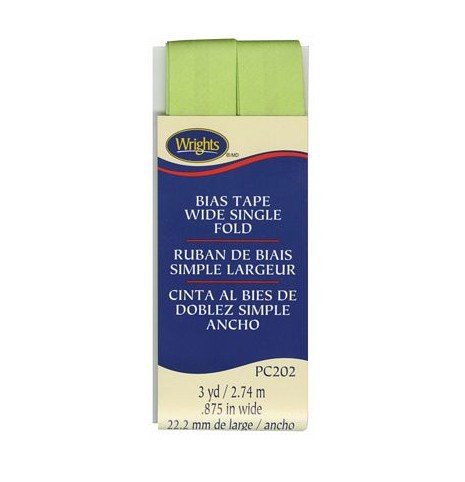 Wrights
® MD
BIAS TAPE
WIDE SINGLE
FOLD
RUBAN DE BIAIS
SIMPLE LARGEUR
CINTA AL BIES DE
DOBLEZ SIMPLE
ANCHO
PC202
3 yd / 2.74 m
.875 in wide
22.2 mm de large / ancho